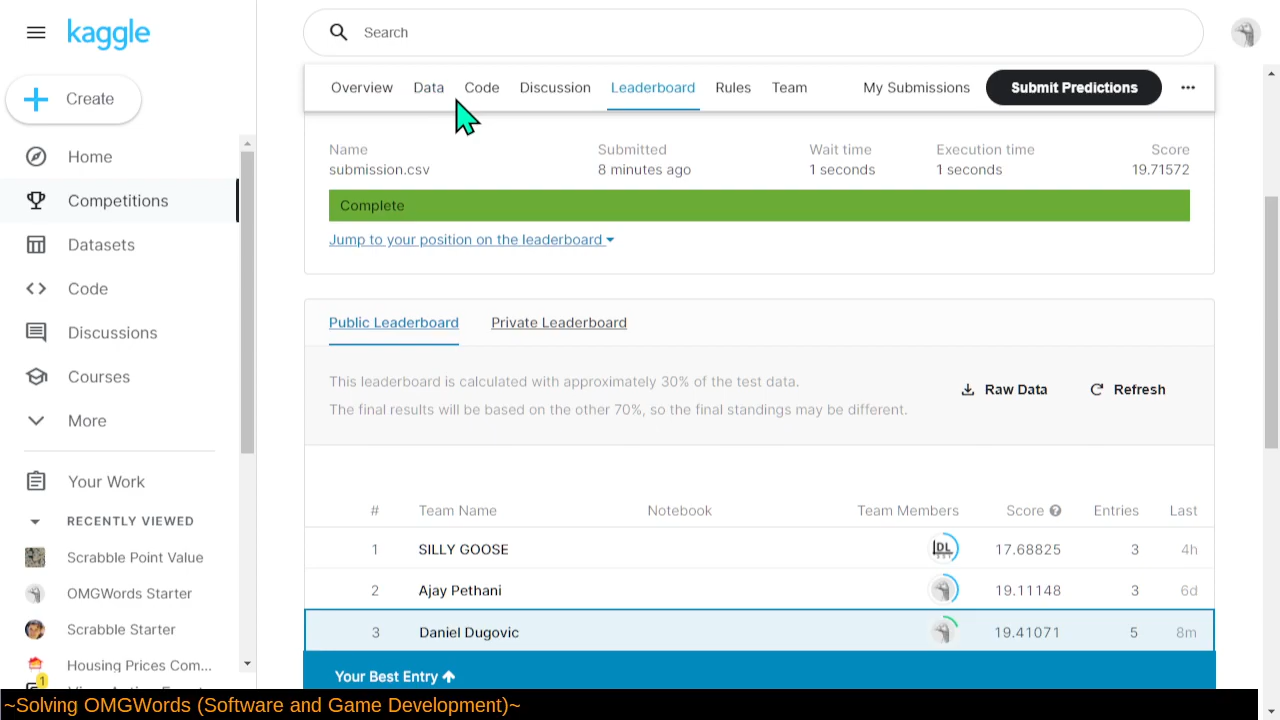 kaggle
Search
Create
Overview Data Code Discussion Leaderboard Rules Team My Submissions Submit Predictions
Home
Competitions
Datasets
Code
Discussions
Courses
More
Your Work
RECENTLY VIEWED
Scrabble Point Value
OMGWords Starter
Scrabble Starter
Housing Prices Com...
1
Name Submitted Wait time Execution time Score
submission.csv 8 minutes ago 1 seconds 1 seconds 19.71572
Complete
Jump to your position on the leaderboard
Public Leaderboard Private Leaderboard
This leaderboard is calculated with approximately 30% of the test data.
The final results will be based on the other 70%, so the final standings may be different.
Raw Data Refresh
# Team Name Notebook Team Members Score Entries Last
1 SILLY GOOSE DL 17.68825 3 4h
2 Ajay Pethani 19.11148 3 6d
3 Daniel Dugovic 19.41071 5 8m
Your Best Entry
~Solving OMGWords (Software and Game Development)~